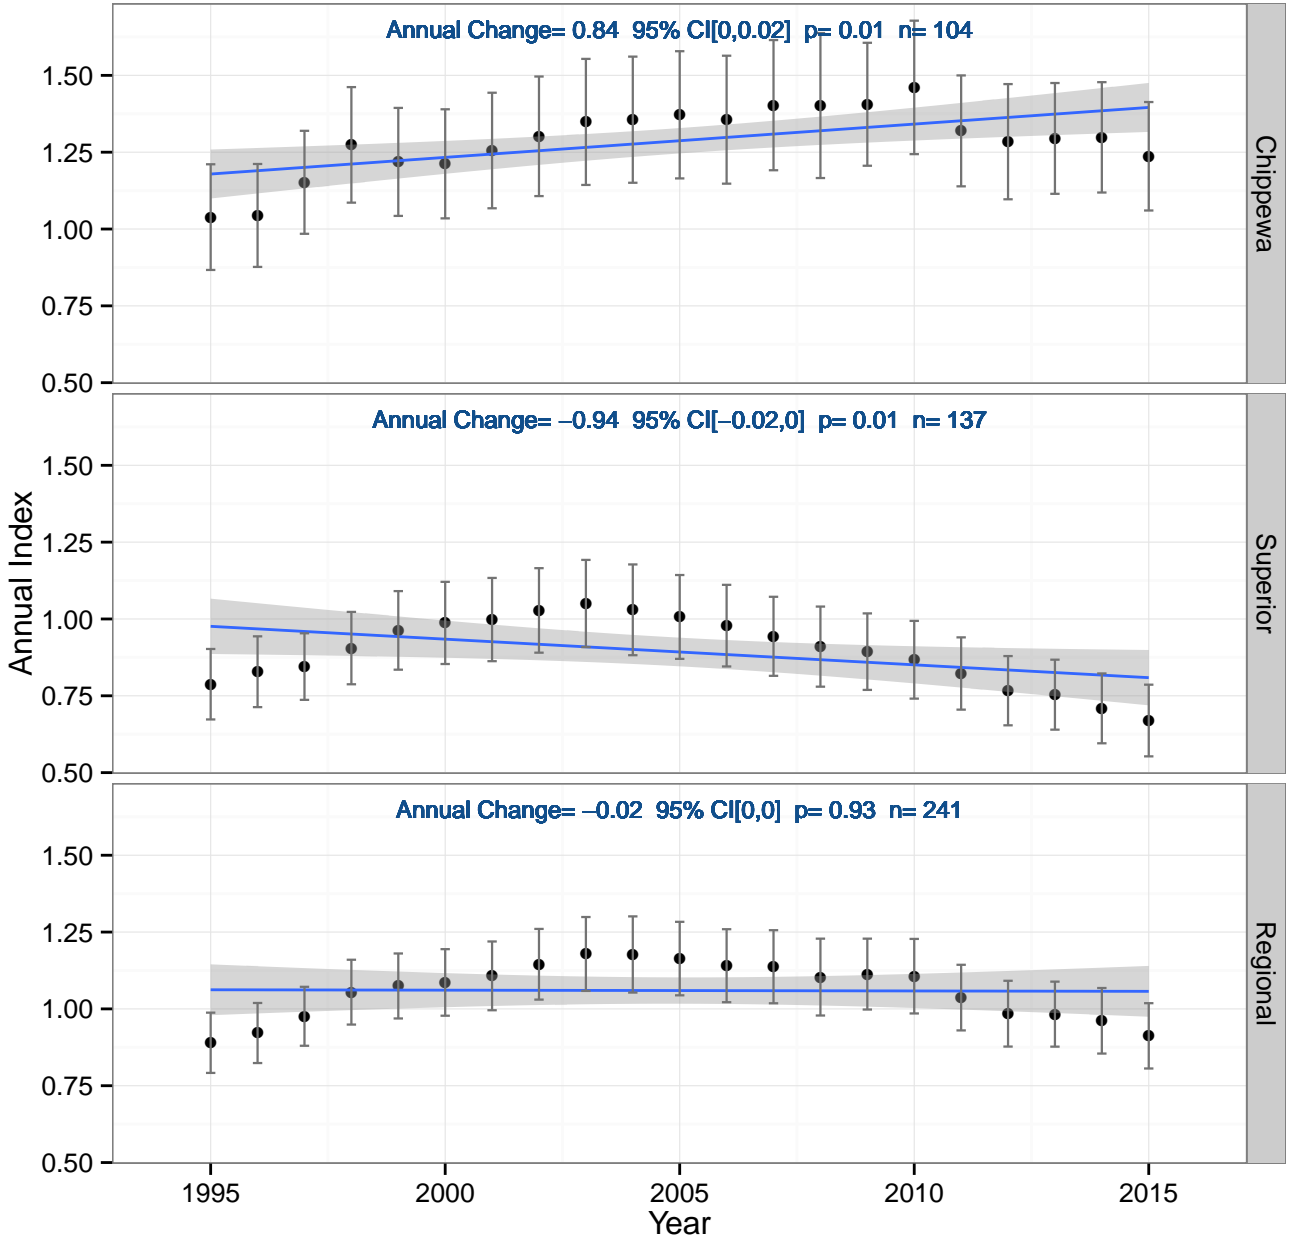 Annual Change= 0.84 95% CI[0,0.02] p= 0.01 n= 104
1.50
1.25
1.00
0.75
0.50
Chippewa
Annual Change= −0.94 95% CI[−0.02,0] p= 0.01 n= 137
1.50
1.25
1.00
0.75
0.50
Superior
Annual Index
Annual Change= −0.02 95% CI[0,0] p= 0.93 n= 241
1.50
1.25
1.00
0.75
0.50
Regional
1995 2000 2005 2010 2015
Year